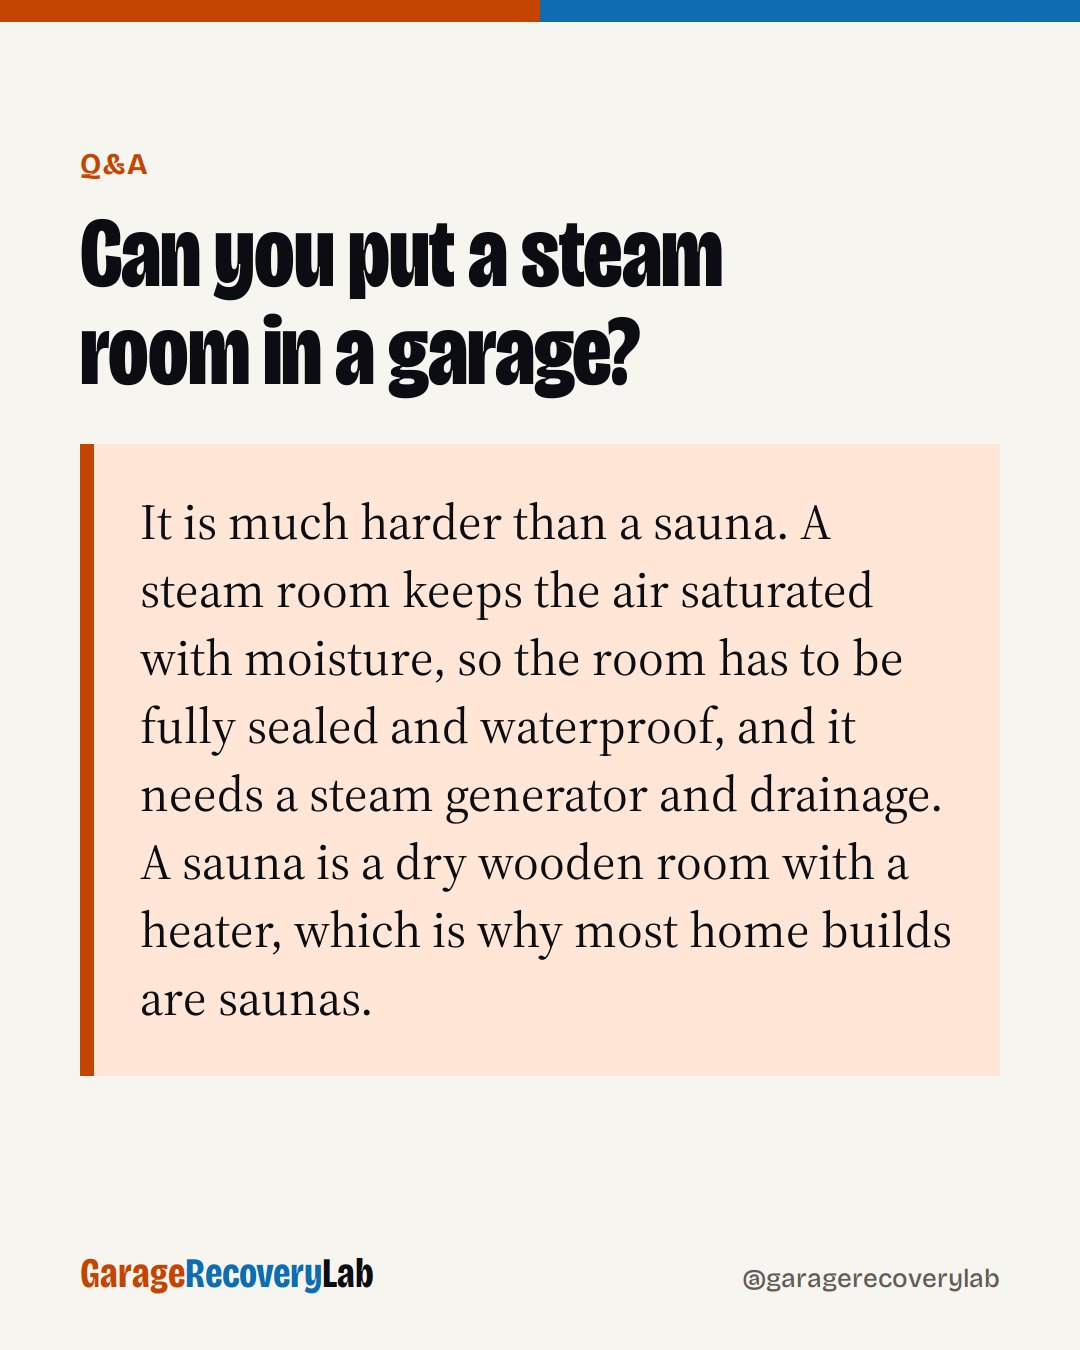 Q&A
Can you put a steam
room in a garage?
It is much harder than a sauna. A
steam room keeps the air saturated
with moisture, so the room has to be
fully sealed and waterproof, and it
needs a steam generator and drainage.
A sauna is a dry wooden room with a
heater, which is why most home builds
are saunas.
GarageRecoveryLab
@garagerecoverylab